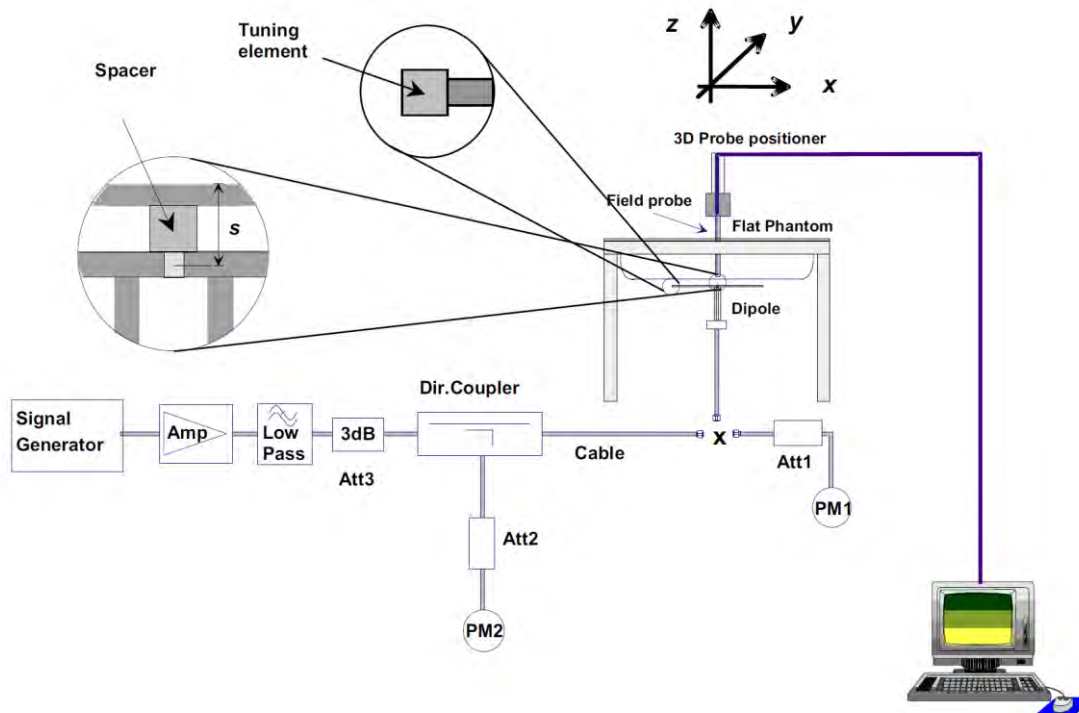 Tuning
element
Spacer
s
z
y
x
3D Probe positioner
Field probe
Flat Phantom
Dipole
Dir.Coupler
Signal
Generator
Amp
Low
Pass
3dB
Att3
Cable
x
Att1
PM1
Att2
PM2